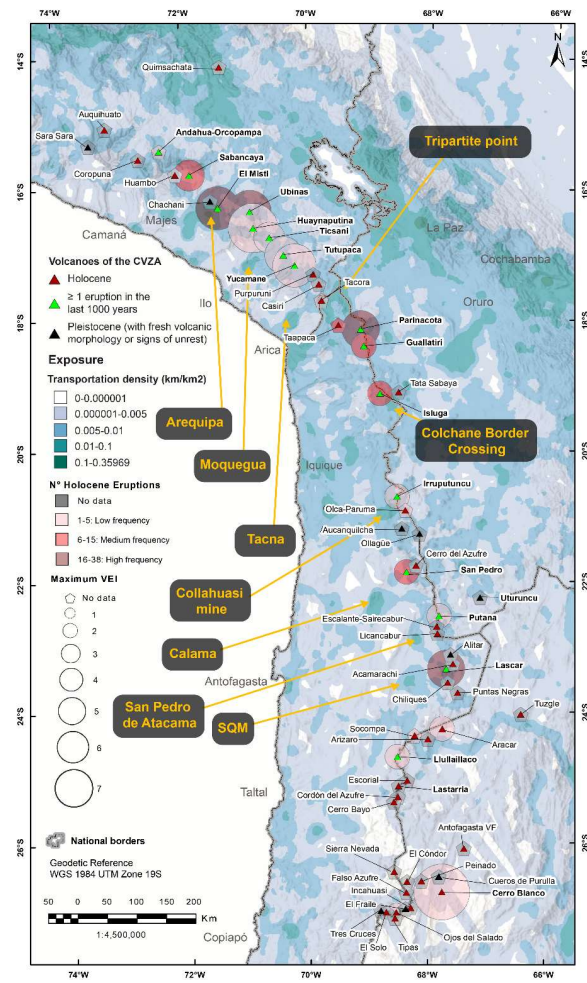 74°W
72°W
70°W
68°W
66°W
14°S
14°S
N
Quimsachata
Auquihuato
Sara Sara
Andahua-Orcopampa
Coropuna
Sabancaya
Huambo
El Misti
Chachani
Ubinas
Tripartite point
16°S
16°S
Majes
Camaná
Huaynaputina
Ticsani
Tutupaca
La Paz
Cochabamba
Volcanoes of the CVZA
Holocene
≥ 1 eruption in the
last 1000 years
Pleistocene (with fresh volcanic
morphology or signs of unrest)
Yucamane
Purpuruni
Casiri
Tacora
Ilo
Oruro
18°S
18°S
Taapaca
Parinacota
Guallatiri
Arica
Exposure
Transportation density (km/km2)
0-0.000001
0.000001-0.005
0.005-0.01
0.01-0.1
0.1-0.35969
Tata Sabaya
Isluga
Arequipa
Colchane Border
Crossing
Moquegua
Iquique
20°S
20°S
N° Holocene Eruptions
No data
1-5: Low frequency
6-15: Medium frequency
16-38: High frequency
Irruputuncu
Olca-Paruma
Aucanquilcha
Ollagüe
Tacna
Cerro del Azufre
San Pedro
Maximum VEI
No data
1
2
3
4
5
6
7
22°S
22°S
Collahuasi
mine
Uturuncu
Putana
Escalante-Sairecabur
Licancabur
Calama
Alitar
Acamarachi
Lascar
Antofagasta
Chiliques
Puntas Negras
San Pedro
de Atacama
SQM
Tuzgle
24°S
24°S
Socompa
Arizaro
Aracar
Llullaillaco
Escorial
Lastarria
Cordón del Azufre
Cerro Bayo
Taltal
National borders
Geodetic Reference
WGS 1984 UTM Zone 19S
Antofagasta VF
26°S
26°S
Sierra Nevada
El Cóndor
Peinado
Falso Azufre
Cueros de Purulla
Incahuasi
Cerro Blanco
El Fraile
50
0
50
100
150
200
Km
1:4,500,000
Copiapó
Tres Cruces
El Solo
Tipas
Ojos del Salado
72°W
70°W
68°W
66°W